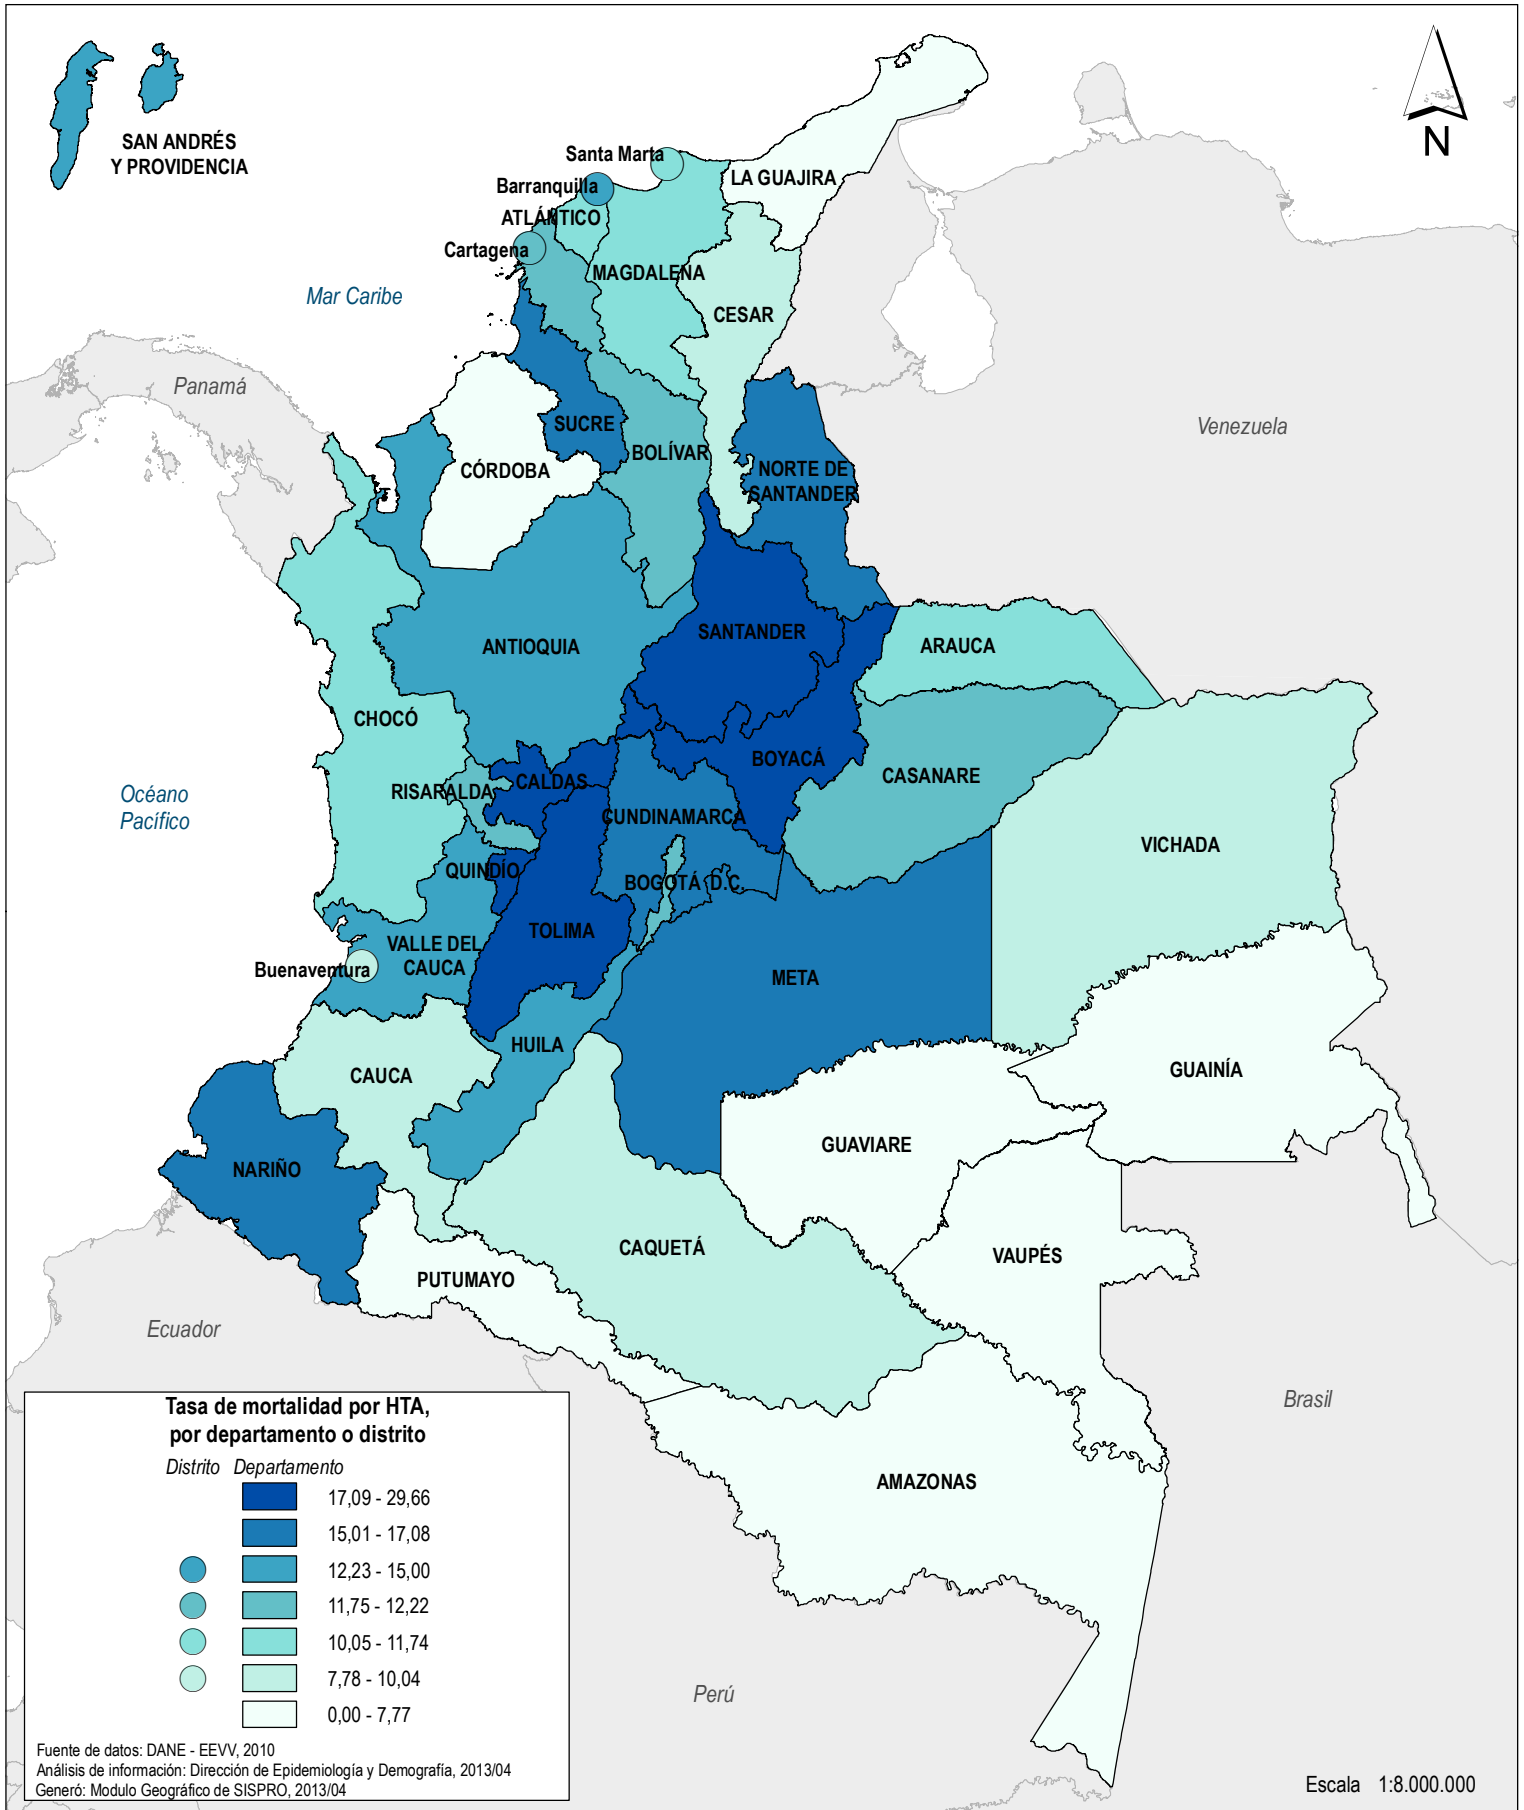 SAN ANDRÉS
Y PROVIDENCIA
N
Santa Marta
LA GUAJIRA
Barranquilla
ATLÁNTICO
Cartagena
MAGDALENA
Mar Caribe
CESAR
Panamá
SUCRE
Venezuela
BOLÍVAR
CÓRDOBA
NORTE DE
SANTANDER
SANTANDER
ANTIOQUIA
ARAUCA
CHOCÓ
BOYACÁ
CASANARE
CALDAS
RISARALDA
Océano
Pacífico
CUNDINAMARCA
VICHADA
QUINDÍO
BOGOTÁ D.C.
TOLIMA
VALLE DEL
CAUCA
Buenaventura
META
HUILA
CAUCA
GUAINÍA
GUAVIARE
NARIÑO
CAQUETÁ
VAUPÉS
PUTUMAYO
Ecuador
Brasil
AMAZONAS
Perú
Tasa de mortalidad por HTA,
por departamento o distrito
Distrito Departamento
17,09 - 29,66
15,01 - 17,08
12,23 - 15,00
11,75 - 12,22
10,05 - 11,74
7,78 - 10,04
0,00 - 7,77
Fuente de datos: DANE - EEVV, 2010
Análisis de información: Dirección de Epidemiología y Demografía, 2013/04
Generó: Modulo Geográfico de SISPRO, 2013/04
Escala 1:8.000.000